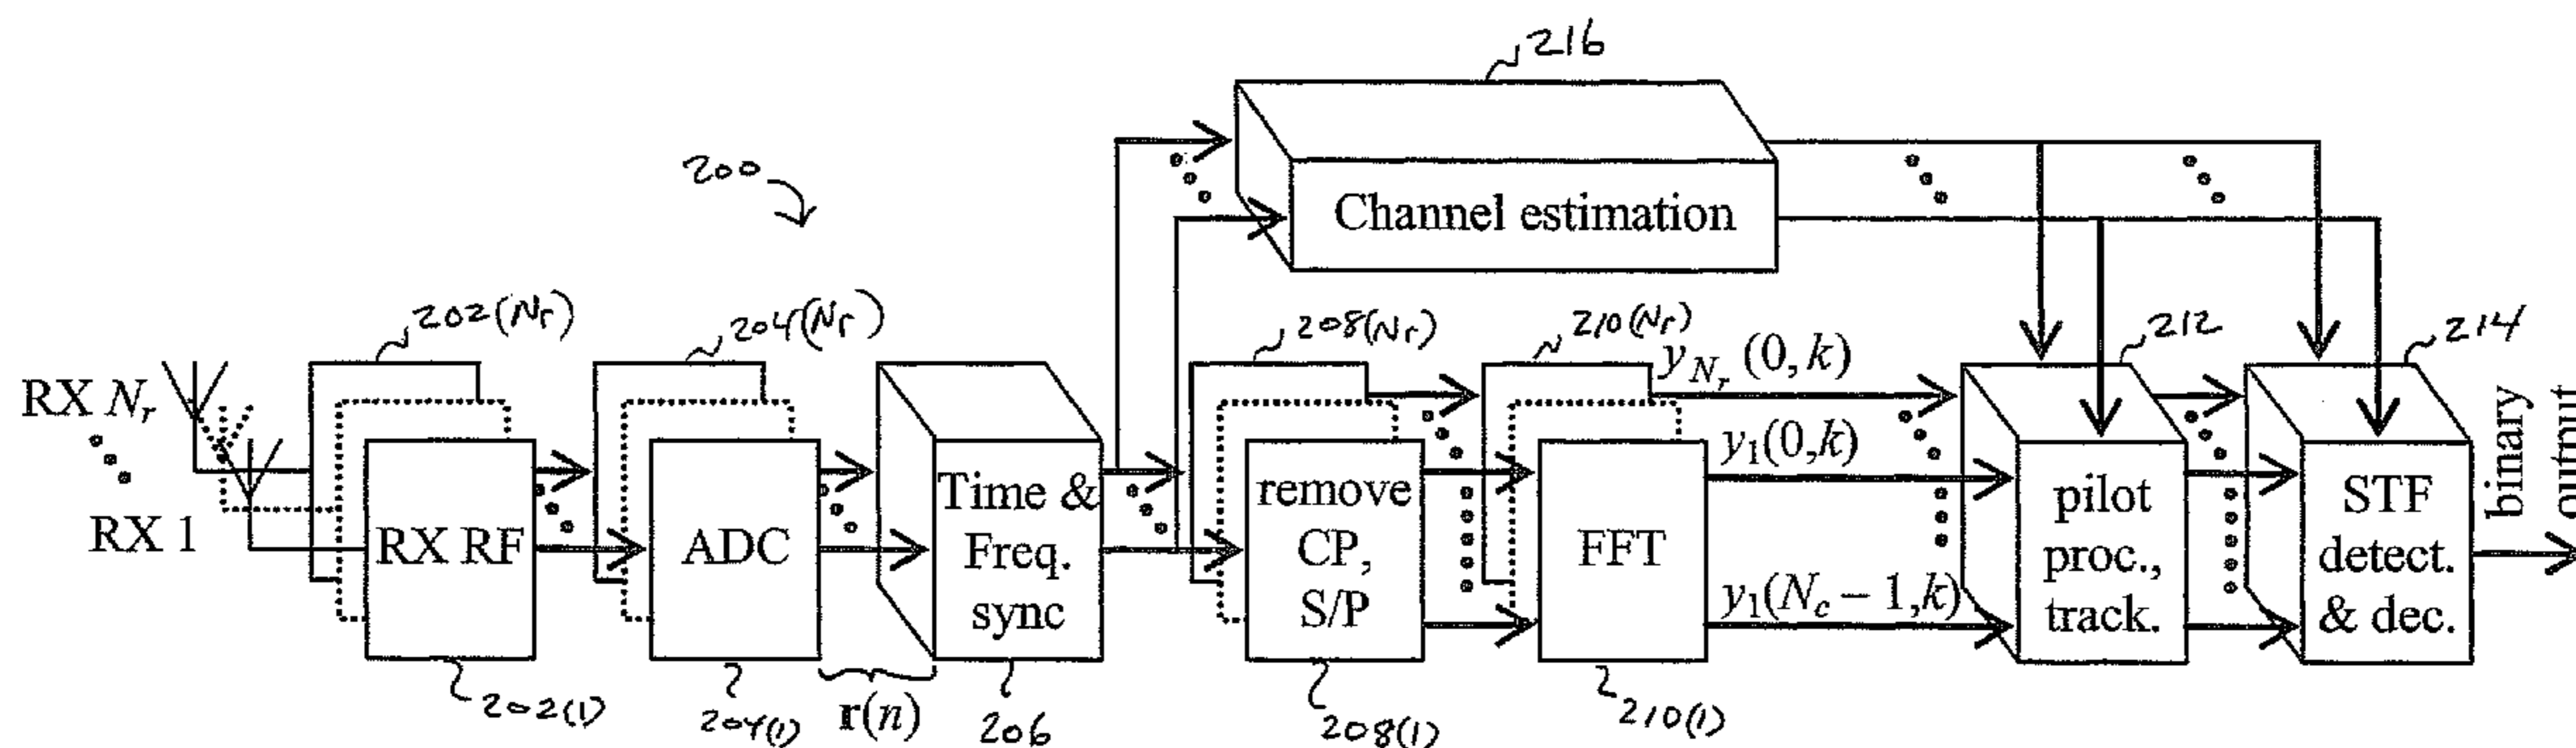 216
200
Channel estimation
202(Nr)
204(Nr)
208(Nr)
210(Nr)
212
214
RX Nr
RX 1
RX RF
ADC
Time &
Freq.
sync
remove
CP,
S/P
FFT
yNr (0, k)
y1(0,k)
y1(Nc − 1,k)
pilot
proc.,
track.
STF
detect.
& dec.
binary
output
202(1)
204(1)
r(n)
206
208(1)
210(1)